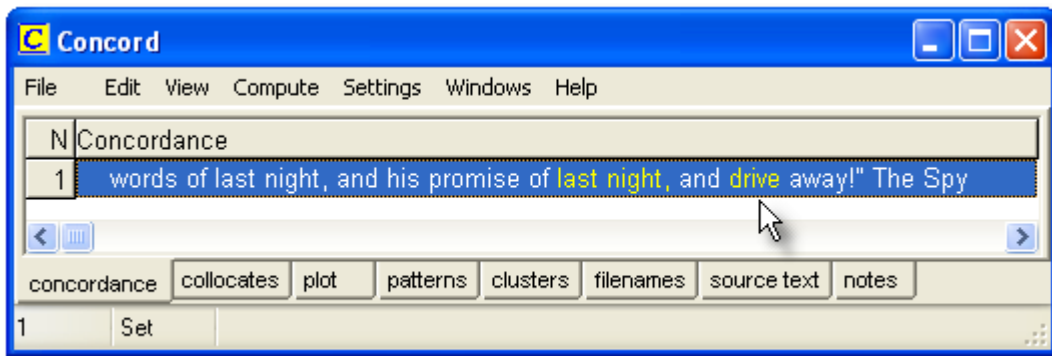 C Concord
File Edit View Compute Settings Windows Help
N Concordance
1 words of last night, and his promise of last night, and drive away!" The Spy
concordance collocates plot patterns clusters filenames source text notes
1 Set